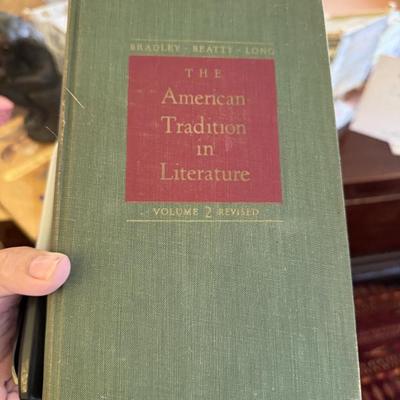 BRADLEY - BEATTY - LONG
THE
American
Tradition in
Literature
VOLUME 2 REVISED